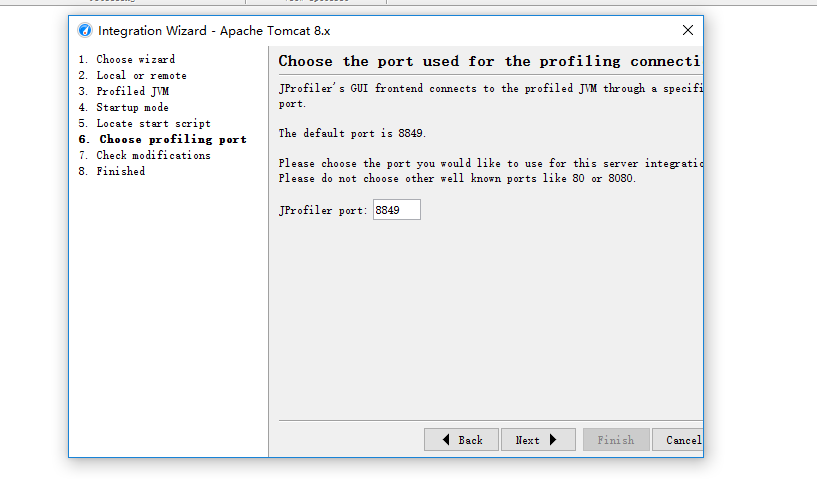 Integration Wizard - Apache Tomcat 8.x
1. Choose wizard
2. Local or remote
3. Profiled JVM
4. Startup mode
5. Locate start script
6. Choose profiling port
7. Check modifications
8. Finished
Choose the port used for the profiling connecti
JProfiler's GUI frontend connects to the profiled JVM through a specifi
port.
The default port is 8849.
Please choose the port you would like to use for this server integratio
Please do not choose other well known ports like 80 or 8080.
JProfiler port: 8849
Back Next Finish Cancel